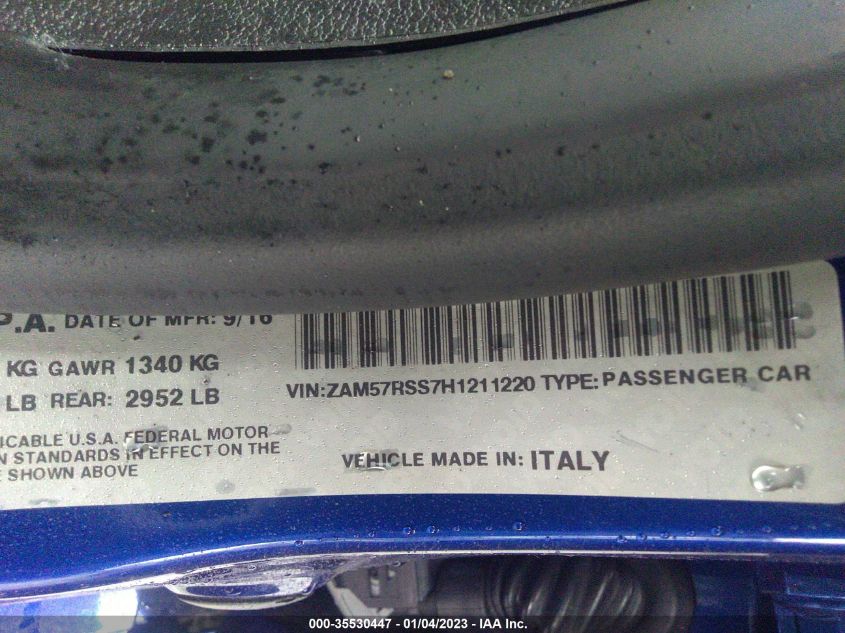 P.A. DATE OF MFR: 9/16
KG GAWR 1340 KG
LB REAR: 2952 LB
VIN:ZAM57RSS7H1211220 TYPE:PASSENGER CAR
ICABLE U.S.A. FEDERAL MOTOR
N STANDARDS IN EFFECT ON THE
E SHOWN ABOVE
VEHICLE MADE IN: ITALY
000-35530447 - 01/04/2023 - IAA Inc.